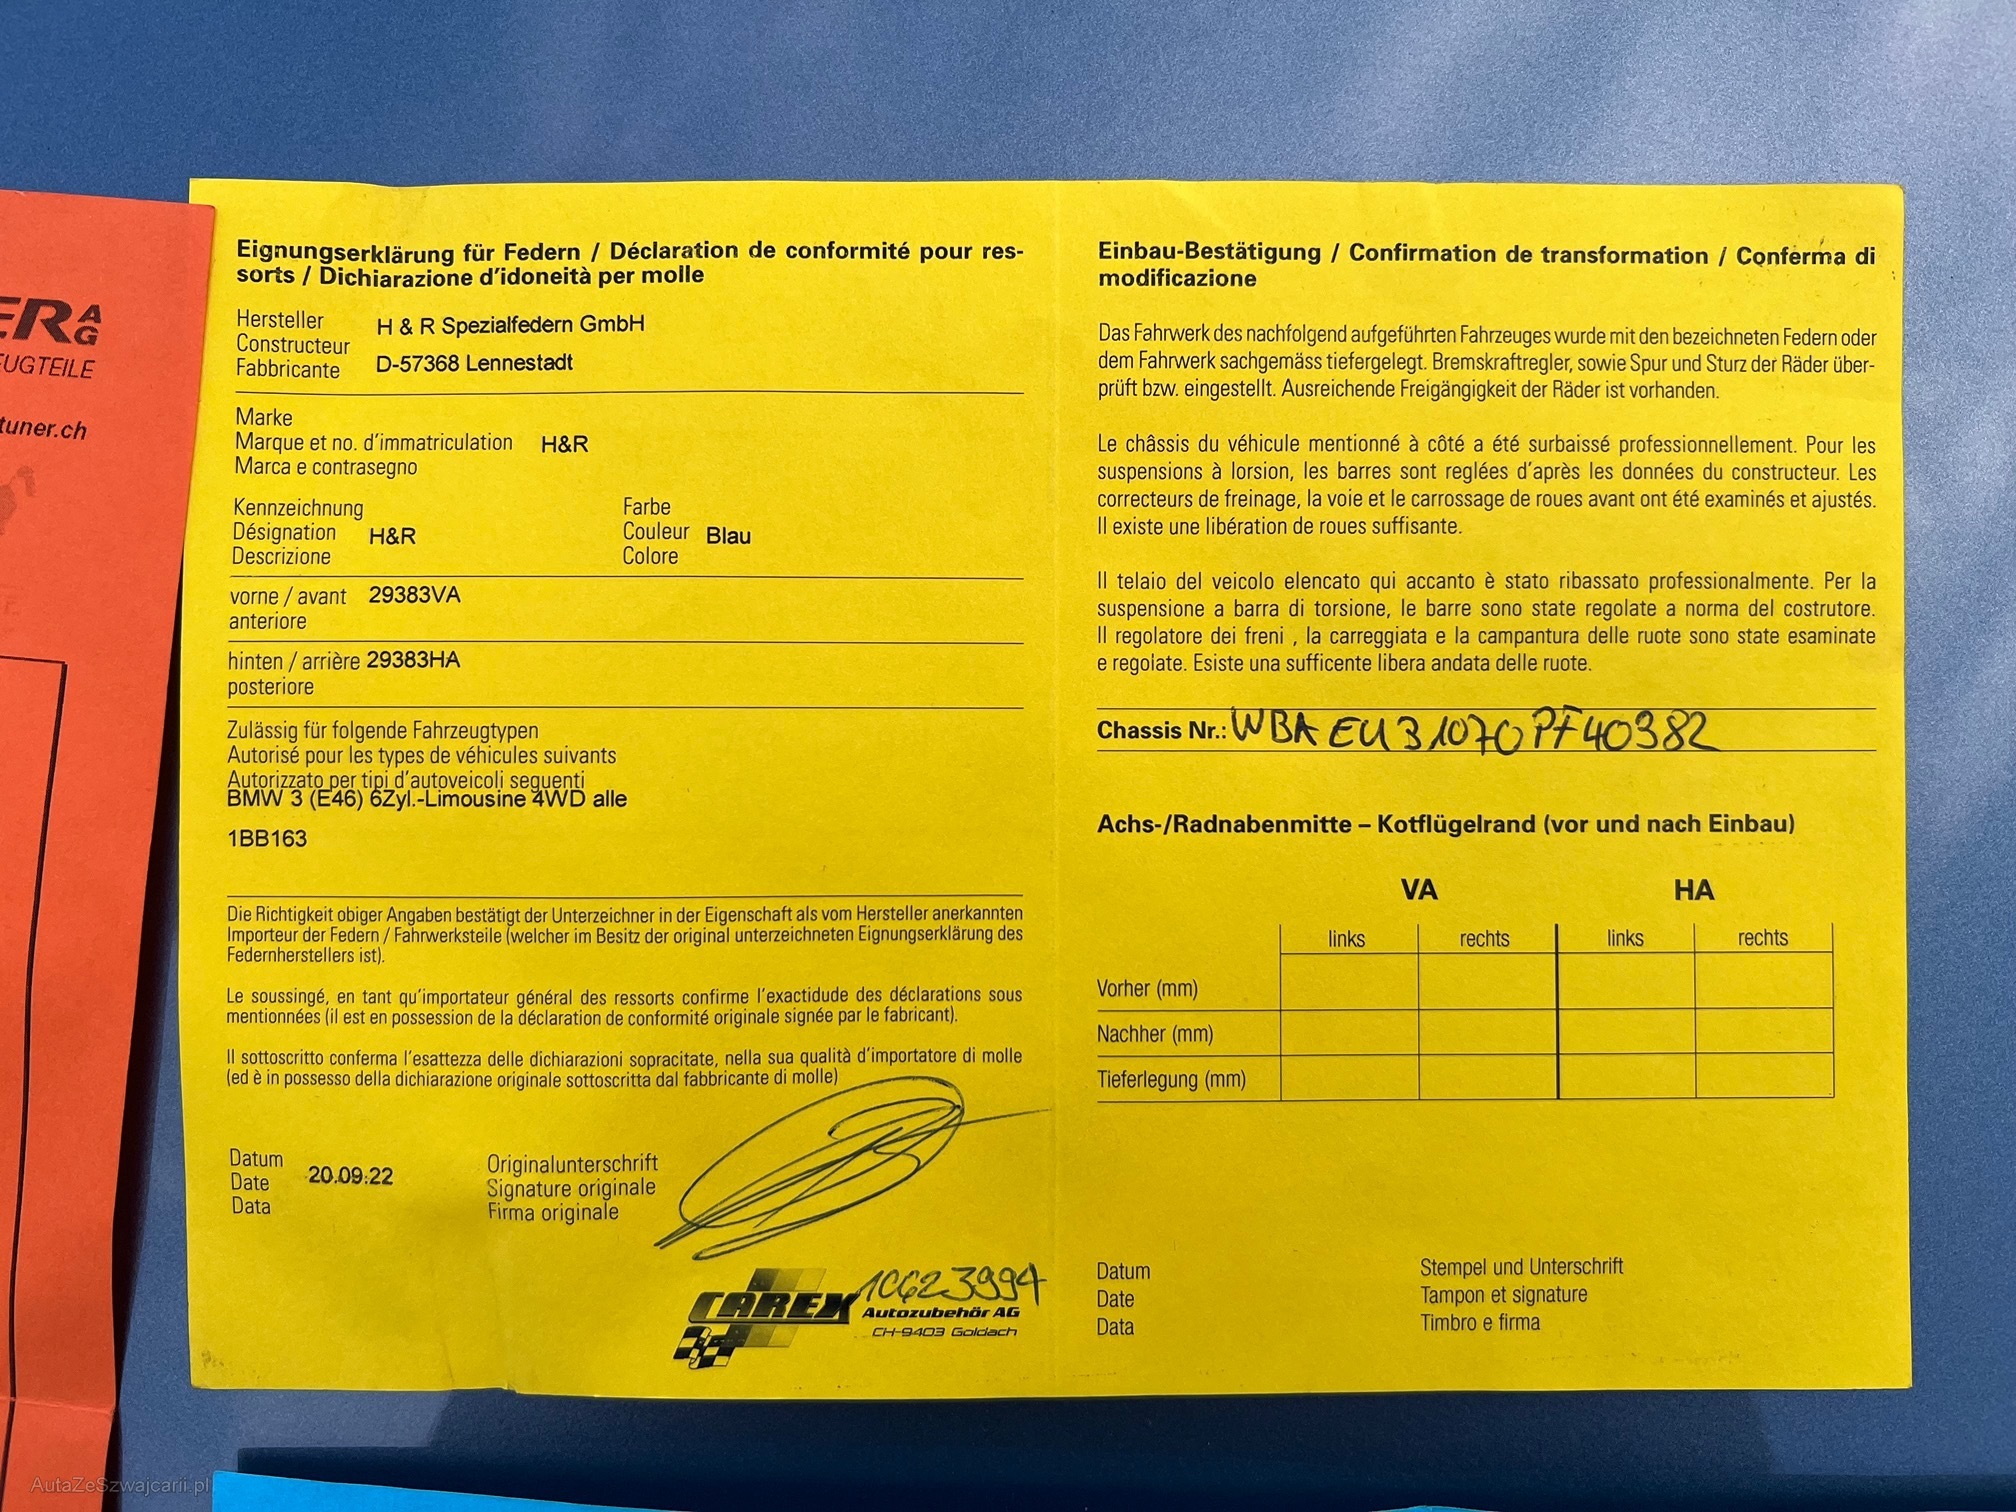 ERAG
EUGTEILE
tuner.ch
Eignungserklärung für Federn / Déclaration de conformité pour res-
sorts / Dichiarazione d'idoneità per molle
Hersteller
Constructeur
Fabbricante
H & R Spezialfedern GmbH
D-57368 Lennestadt
Marke
Marque et no. d'immatriculation H&R
Marca e contrasegno
Kennzeichnung
Désignation H&R
Descrizione
Farbe
Couleur Blau
Colore
vorne / avant 29383VA
anteriore
hinten / arrière 29383HA
posteriore
Zulässig für folgende Fahrzeugtypen
Autorisé pour les types de véhicules suivants
Autorizzato per tipi d'autoveicoli seguenti
BMW 3 (E46) 6Zyl.-Limousine 4WD alle
1BB163
Die Richtigkeit obiger Angaben bestätigt der Unterzeichner in der Eigenschaft als vom Hersteller anerkannten
Importeur der Federn / Fahrwerksteile (welcher im Besitz der original unterzeichneten Eignungserklärung des
Federnherstellers ist).
Le soussingé, en tant qu'importateur général des ressorts confirme l'exactidude des déclarations sous
mentionnées (il est en possession de la déclaration de conformité originale signée par le fabricant).
Il sottoscritto conferma l'esattezza delle dichiarazioni sopracitate, nella sua qualità d'importatore di molle
(ed è in possesso della dichiarazione originale sottoscritta dal fabbricante di molle)
Datum
Date 20.09.22
Data
Originalunterschrift
Signature originale
Firma originale
10623994
CAREX Autozubehör AG
CH-9403 Goldach
Einbau-Bestätigung / Confirmation de transformation / Conferma di
modificazione
Das Fahrwerk des nachfolgend aufgeführten Fahrzeuges wurde mit den bezeichneten Federn oder
dem Fahrwerk sachgemäss tiefergelegt. Bremskraftregler, sowie Spur und Sturz der Räder über-
prüft bzw. eingestellt. Ausreichende Freigängigkeit der Räder ist vorhanden.
Le châssis du véhicule mentionné à côté a été surbaissé professionnellement. Pour les
suspensions à lorsion, les barres sont reglées d'après les données du constructeur. Les
correcteurs de freinage, la voie et le carrossage de roues avant ont été examinés et ajustés.
Il existe une libération de roues suffisante.
Il telaio del veicolo elencato qui accanto è stato ribassato professionalmente. Per la
suspensione a barra di torsione, le barre sono state regolate a norma del costrutore.
Il regolatore dei freni , la carreggiata e la campantura delle ruote sono state esaminate
e regolate. Esiste una sufficente libera andata delle ruote.
Chassis Nr.: WBAEU31070PF40382
Achs-/Radnabenmitte – Kotflügelrand (vor und nach Einbau)
VA HA
links rechts links rechts
Vorher (mm)
Nachher (mm)
Tieferlegung (mm)
Datum
Date
Data
Stempel und Unterschrift
Tampon et signature
Timbro e firma
AutaZeSzwajcarii.pl